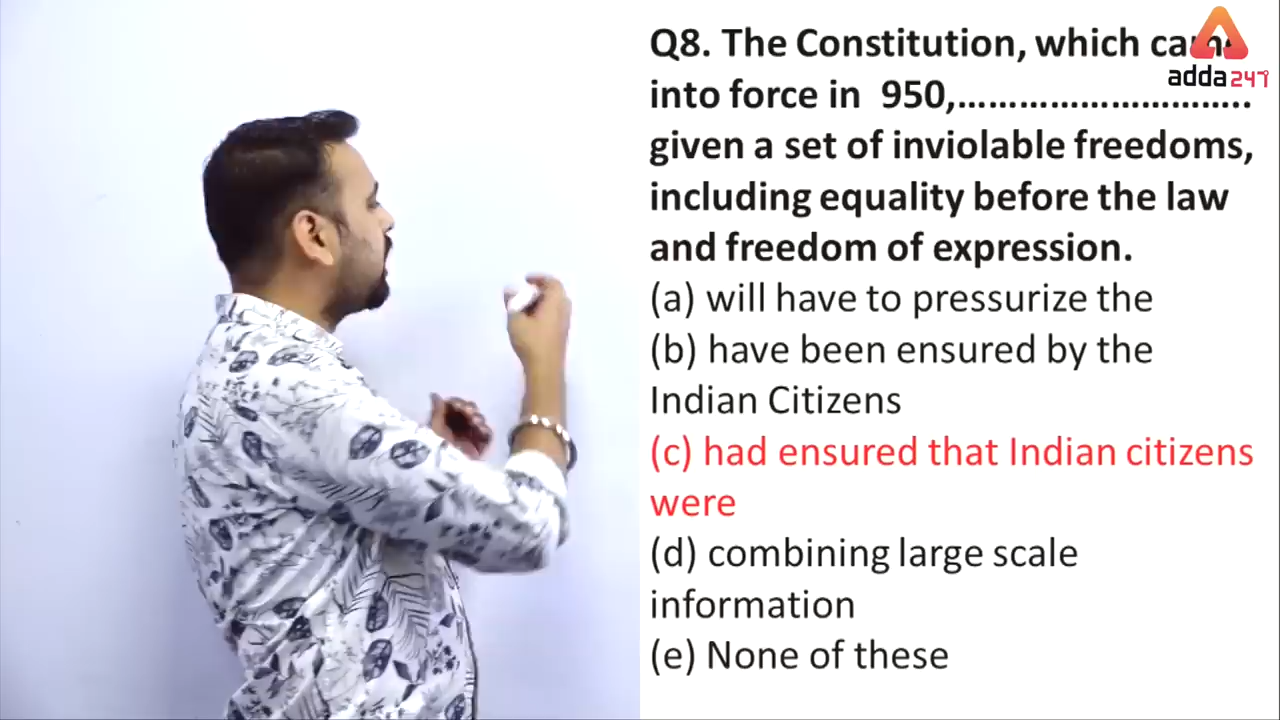 Q8. The Constitution, which
into force in 950,..............................
given a set of inviolable freedoms,
including equality before the law
and freedom of expression.
(a) will have to pressurize the
(b) have been ensured by the
Indian Citizens
(c) had ensured that Indian citizens
were
(d) combining large scale
information
(e) None of these
adda247